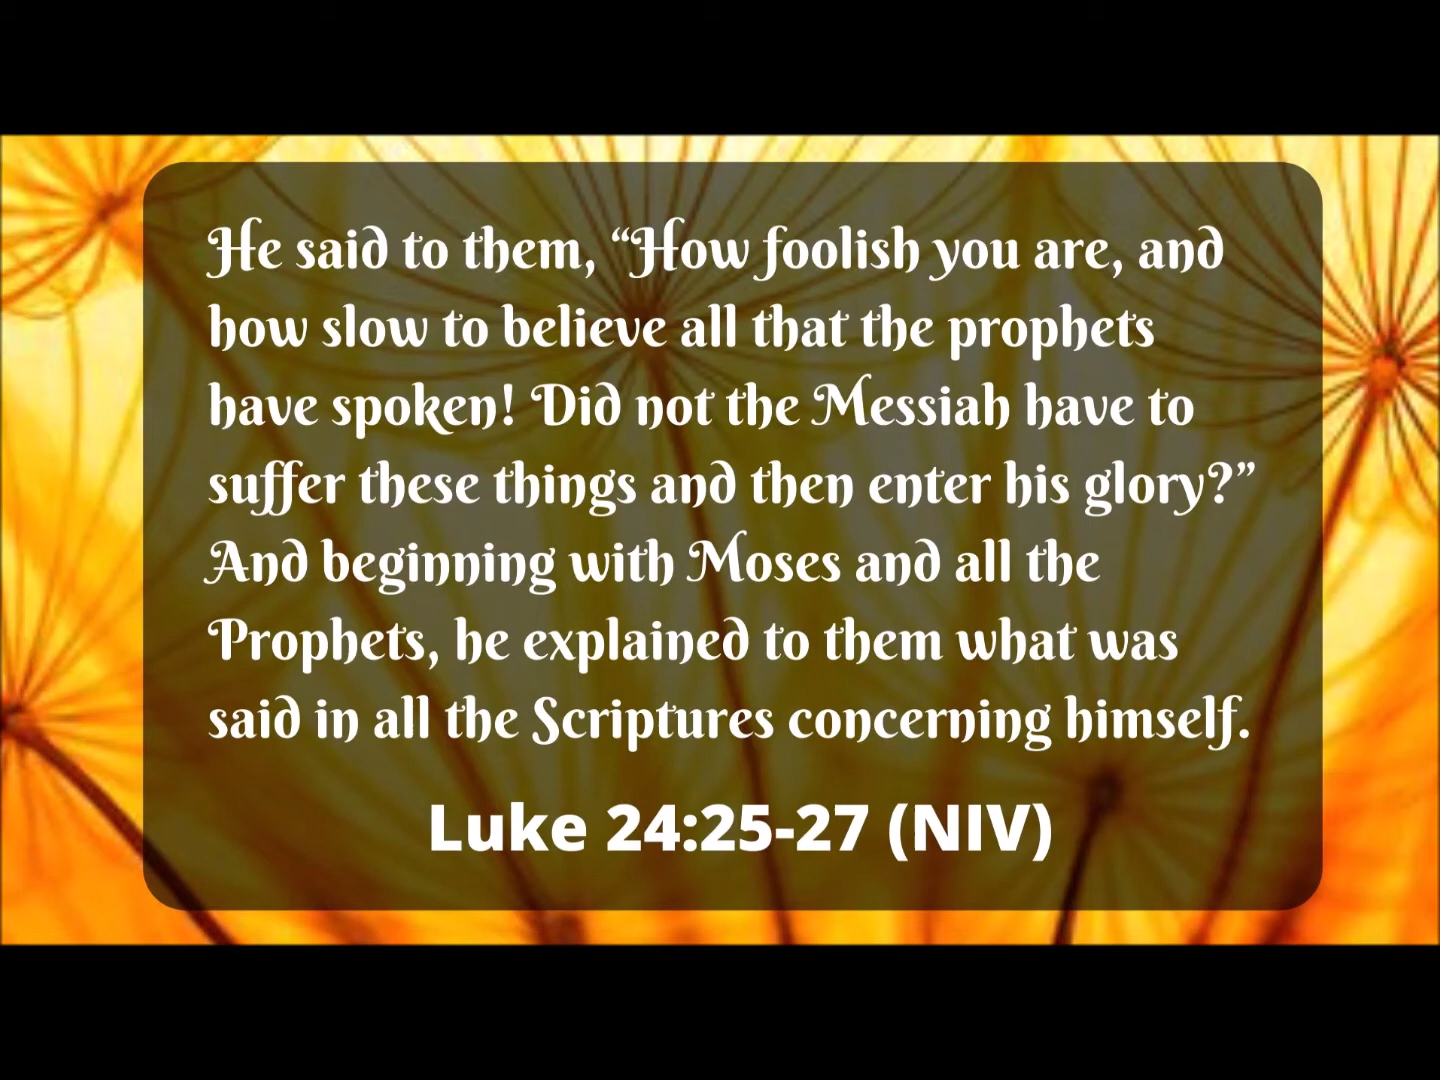 He said to them, “How foolish you are, and
how slow to believe all that the prophets
have spoken! Did not the Messiah have to
suffer these things and then enter his glory?”
And beginning with Moses and all the
Prophets, he explained to them what was
said in all the Scriptures concerning himself.
Luke 24:25-27 (NIV)